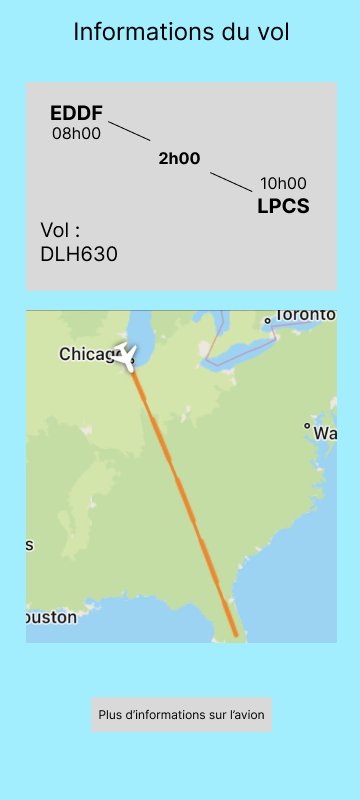 Informations du vol
EDDF
08h00
2h00
10h00
LPCS
Vol :
DLH630
Toronto
Chicago
Wa
s
ouston
Plus d’informations sur l’avion